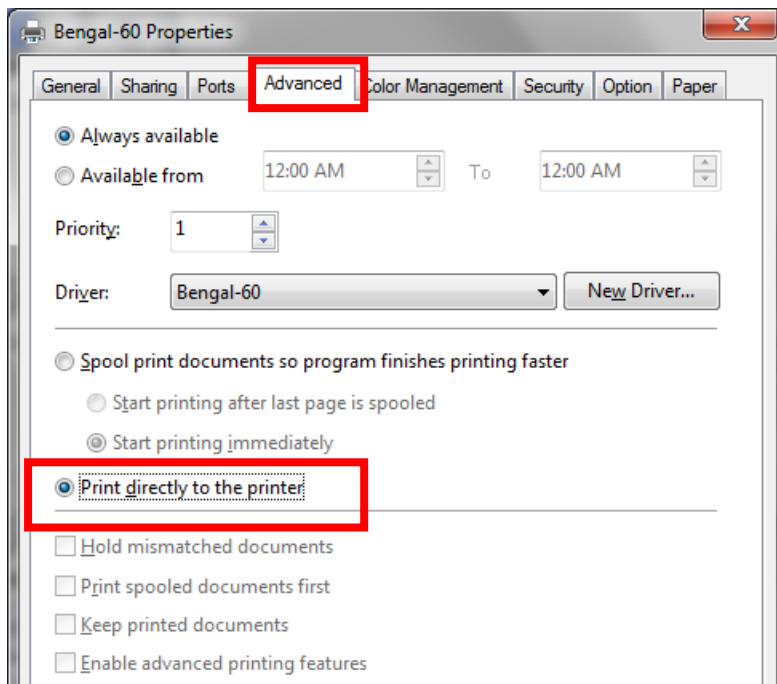 Bengal-60 Properties
General Sharing Ports Advanced Color Management Security Option Paper
Always available
Available from 12:00 AM To 12:00 AM
Priority: 1
Driver: Bengal-60 New Driver...
Spool print documents so program finishes printing faster
Start printing after last page is spooled
Start printing immediately
Print directly to the printer
Hold mismatched documents
Print spooled documents first
Keep printed documents
Enable advanced printing features